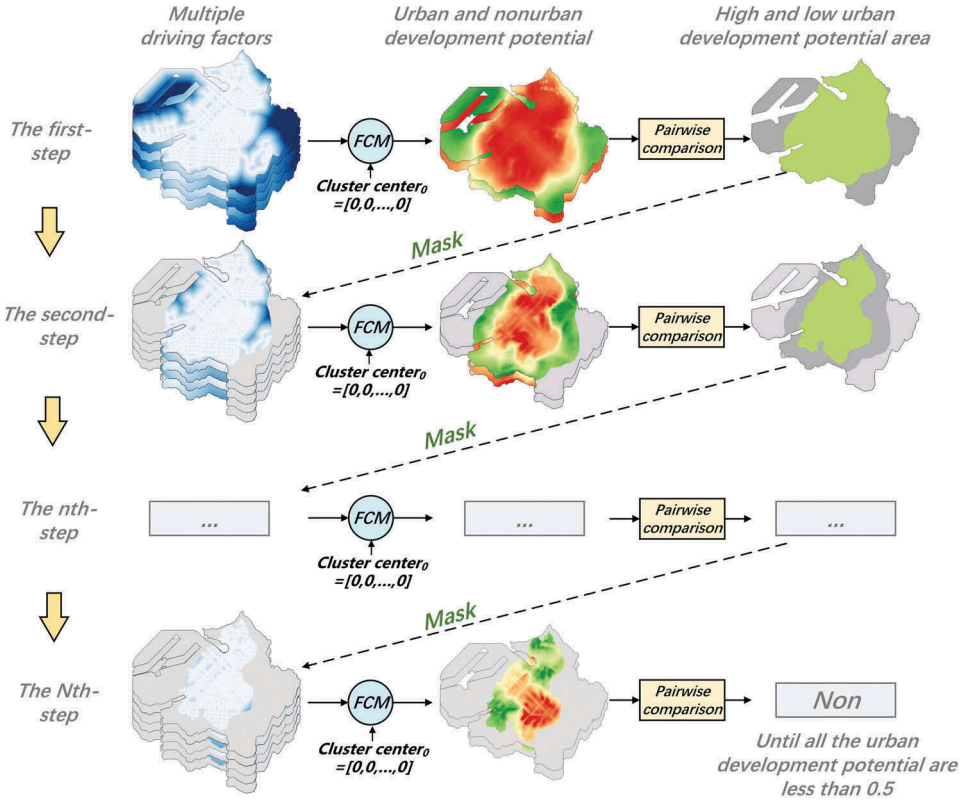 Multiple
driving factors
Urban and nonurban
development potential
High and low urban
development potential area
The first-
step
FCM
Cluster center₀
=[0,0,...,0]
Pairwise
comparison
Mask
The second-
step
FCM
Cluster center₀
=[0,0,...,0]
Pairwise
comparison
Mask
The nth-
step
...
FCM
Cluster center₀
=[0,0,...,0]
...
Pairwise
comparison
...
Mask
The Nth-
step
FCM
Cluster center₀
=[0,0,...,0]
Pairwise
comparison
Non
Until all the urban
development potential are
less than 0.5